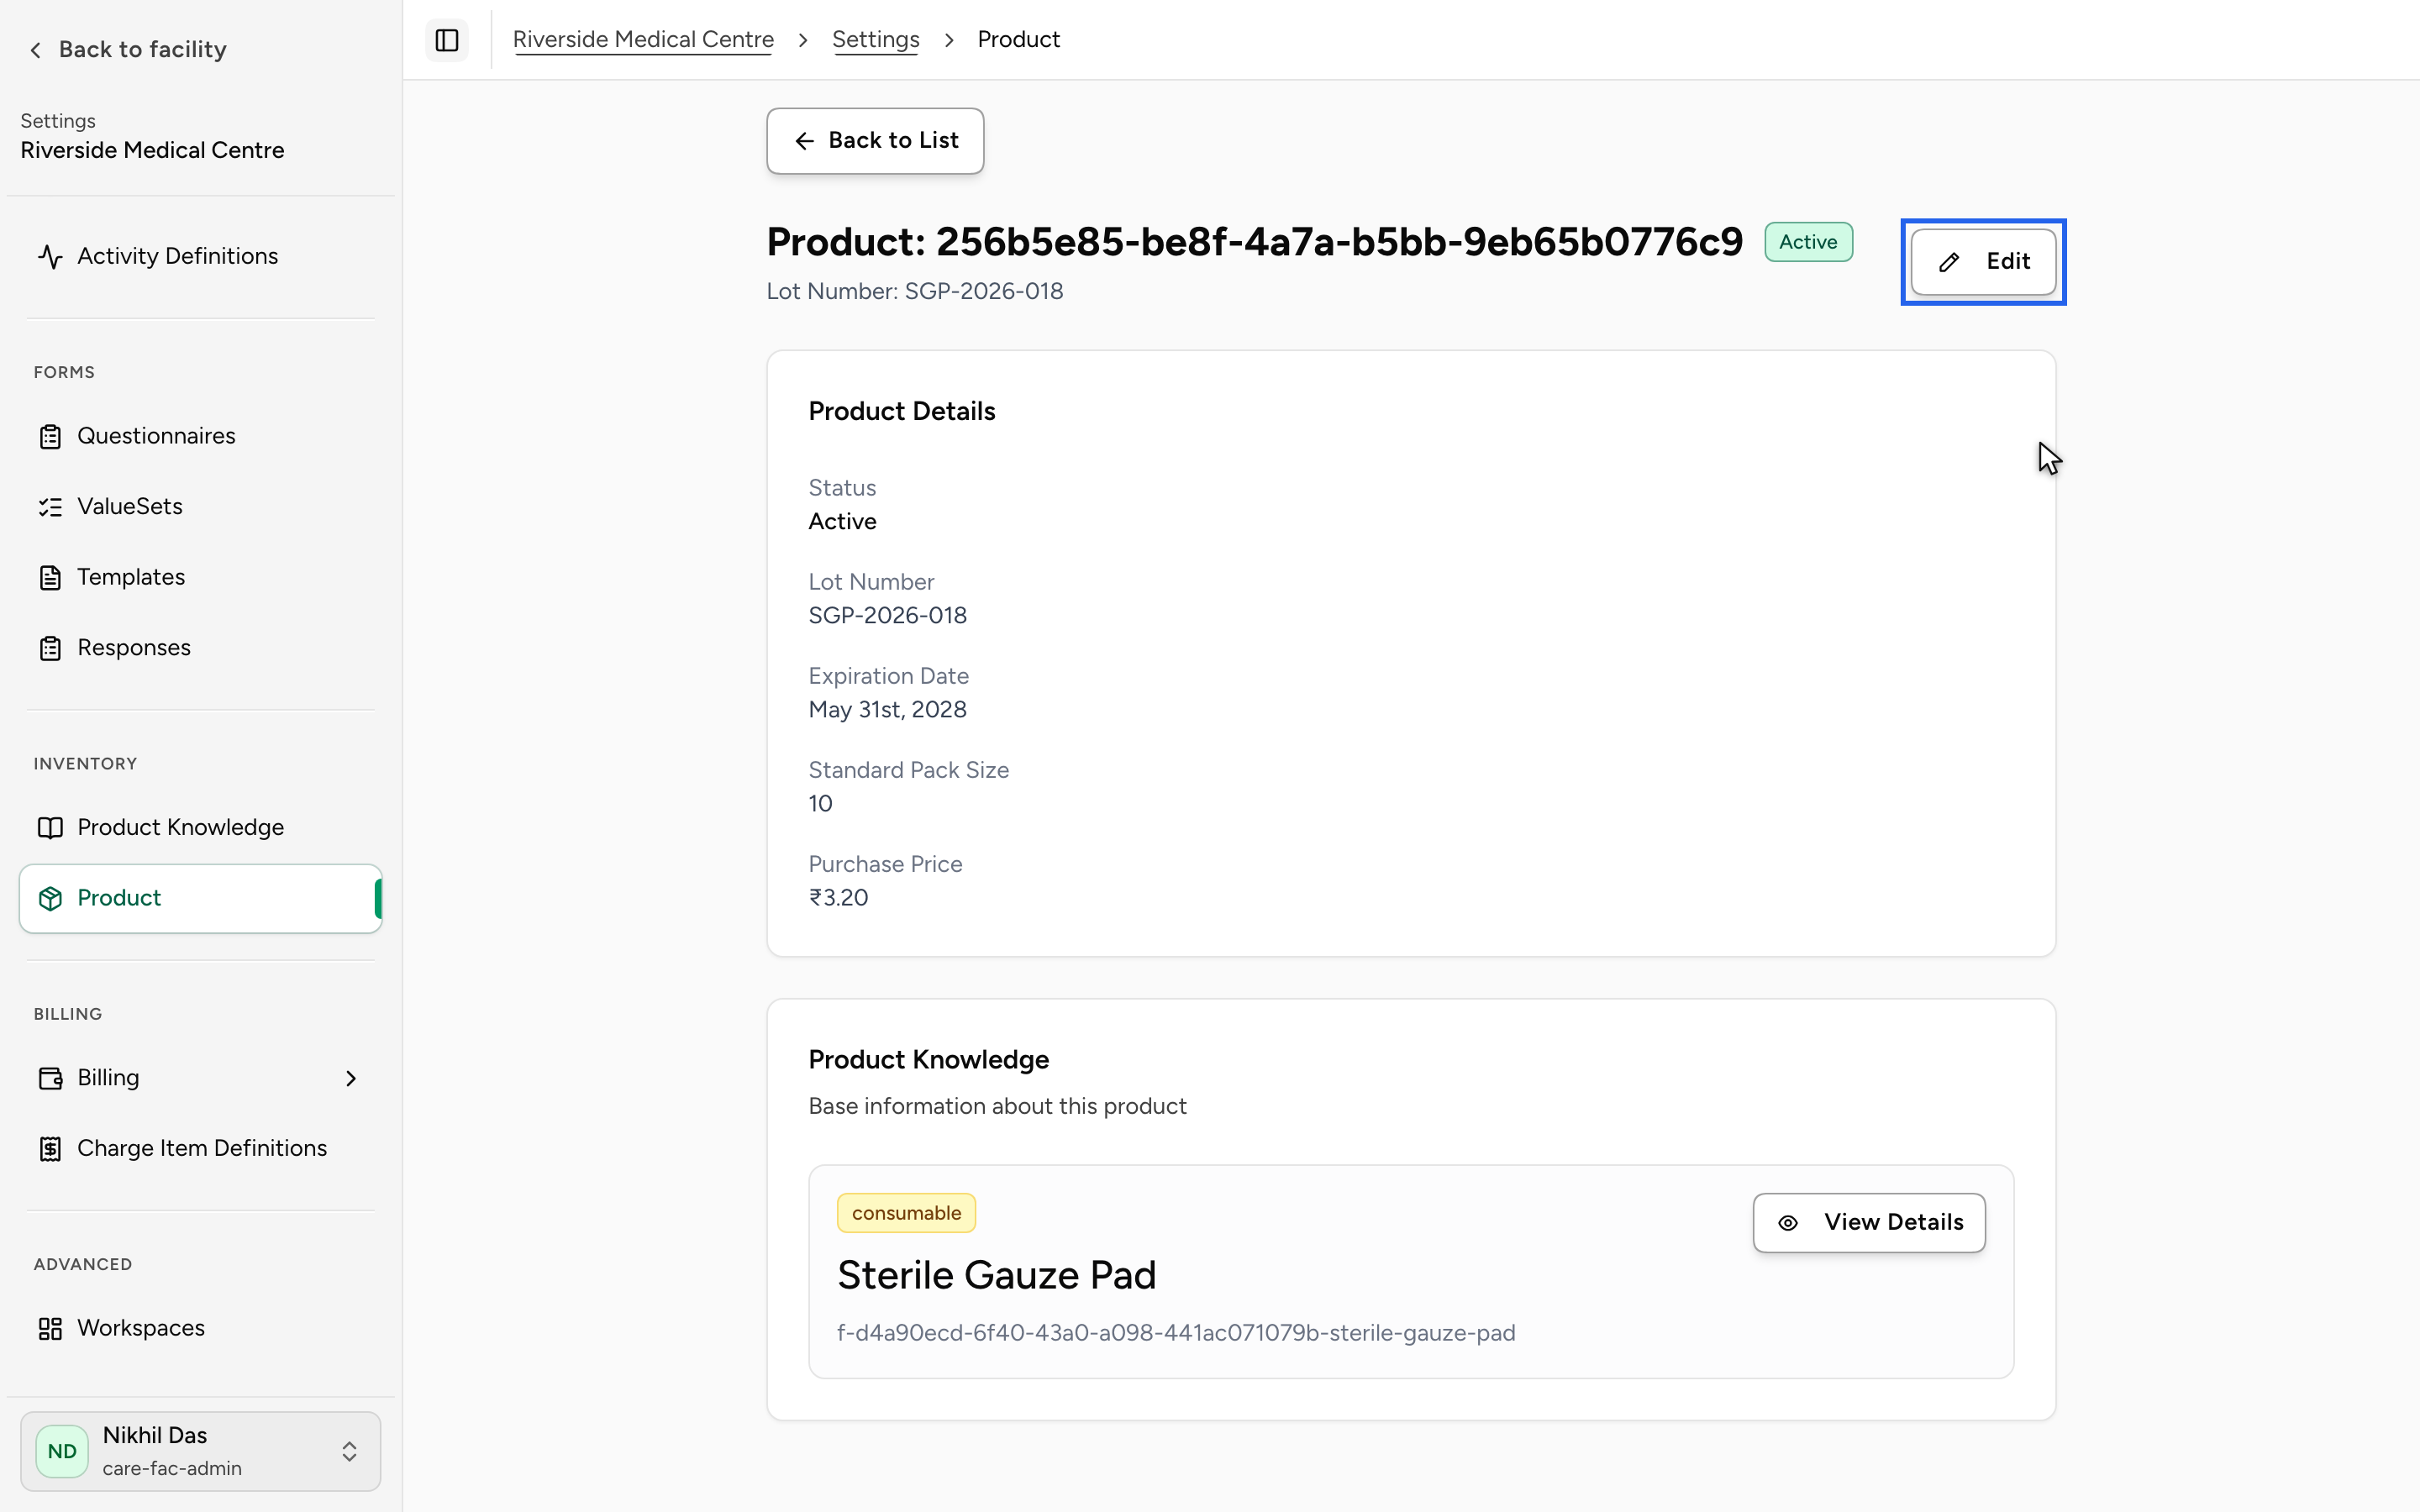 Back to facility
Settings
Riverside Medical Centre
Activity Definitions
FORMS
Questionnaires
ValueSets
Templates
Responses
INVENTORY
Product Knowledge
Product
BILLING
Billing
Charge Item Definitions
ADVANCED
Workspaces
ND
Nikhil Das
care-fac-admin
Riverside Medical Centre > Settings > Product
Back to List
Product: 256b5e85-be8f-4a7a-b5bb-9eb65b0776c9 Active
Edit
Lot Number: SGP-2026-018
Product Details
Status
Active
Lot Number
SGP-2026-018
Expiration Date
May 31st, 2028
Standard Pack Size
10
Purchase Price
₹3.20
Product Knowledge
Base information about this product
consumable
View Details
Sterile Gauze Pad
f-d4a90ecd-6f40-43a0-a098-441ac071079b-sterile-gauze-pad